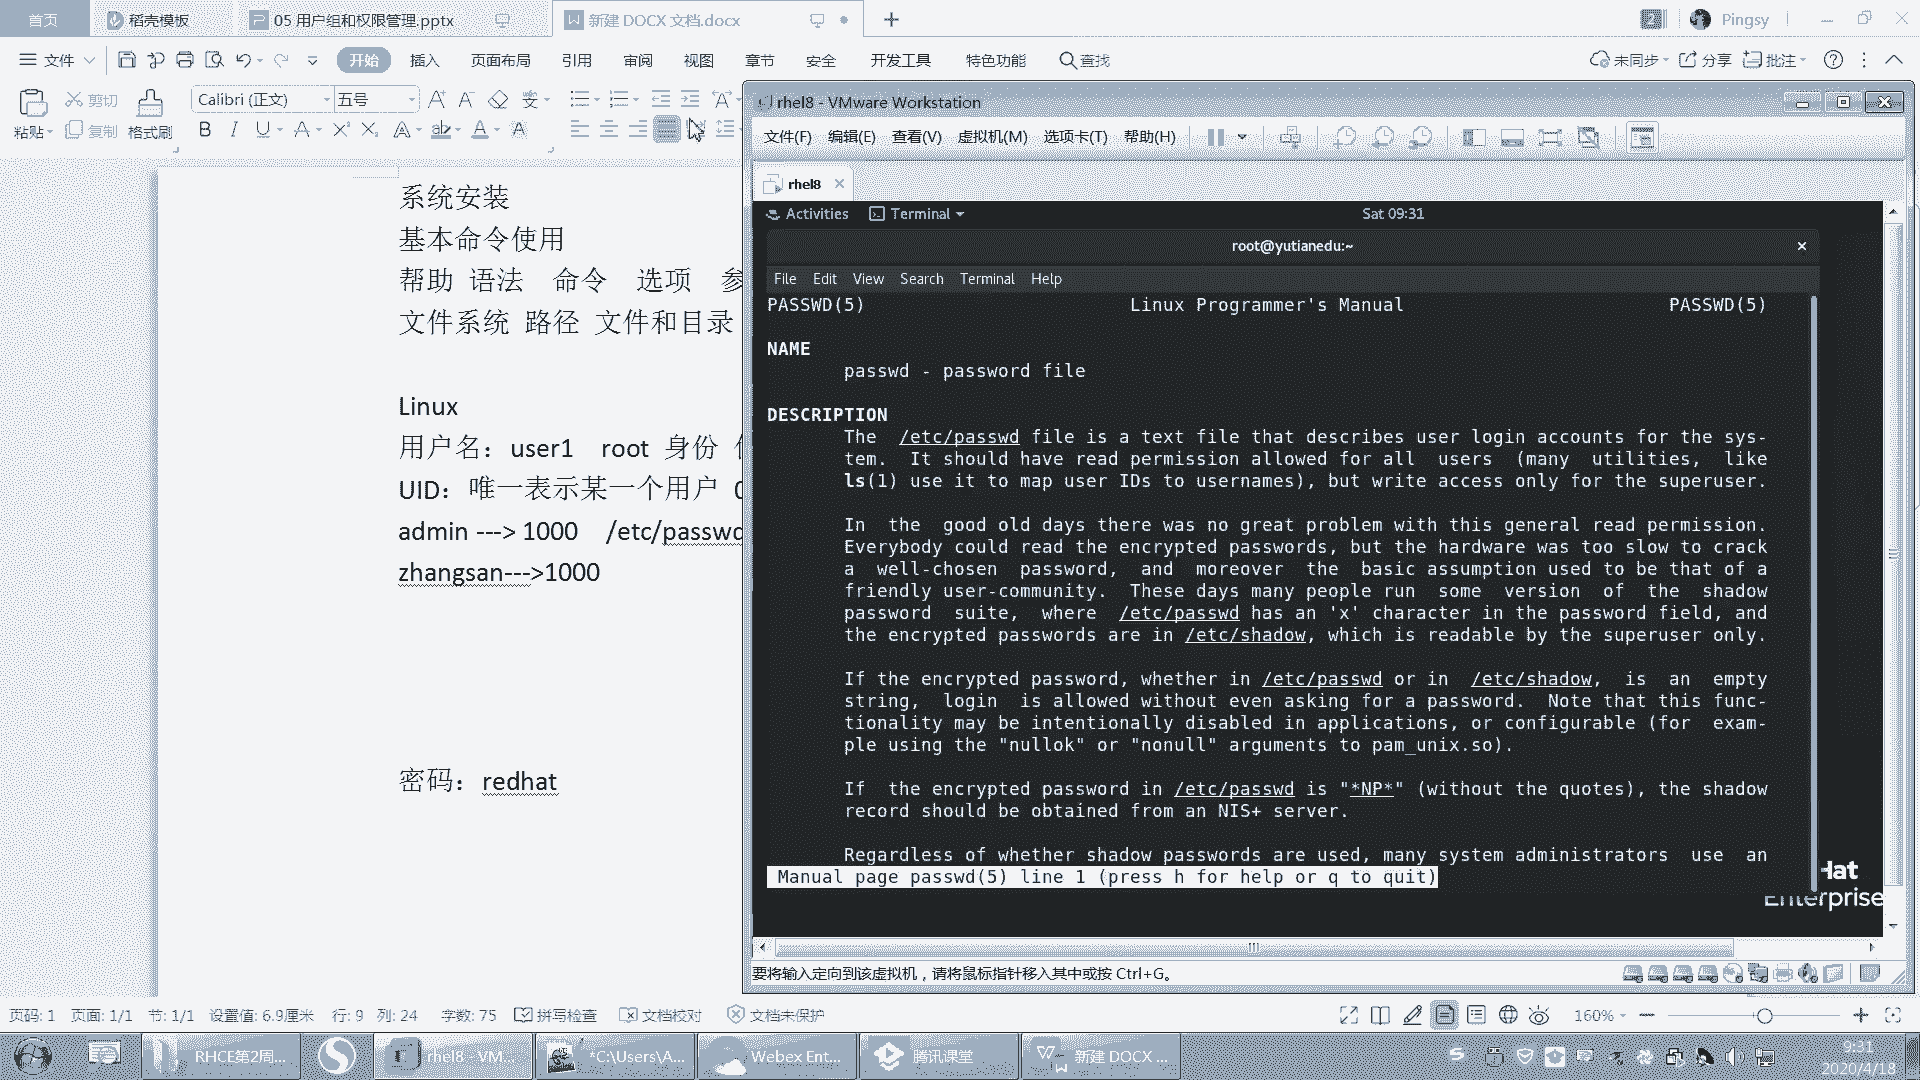 首页
稻壳模板
05 用户组和权限管理.pptx
新建 DOCX 文档.docx
Pingsy
文件
开始
插入
页面布局
引用
审阅
视图
章节
安全
开发工具
特色功能
查找
未同步
分享
批注
粘贴
剪切
复制
格式刷
Calibri (正文)
五号
系统安装
基本命令使用
帮助 语法 命令 选项
文件系统 路径 文件和目录
Linux
用户名：user1 root 身份
UID：唯一表示某一个用户 0
admin ---> 1000 /etc/passwd
zhangsan--->1000
密码：redhat
rhel8 - VMware Workstation
文件(F) 编辑(E) 查看(V) 虚拟机(M) 选项卡(T) 帮助(H)
rhel8
Activities Terminal Sat 09:31
root@yutianedu:~
File Edit View Search Terminal Help
PASSWD(5) Linux Programmer's Manual PASSWD(5)
NAME
passwd - password file
DESCRIPTION
The /etc/passwd file is a text file that describes user login accounts for the sys-
tem. It should have read permission allowed for all users (many utilities, like
ls(1) use it to map user IDs to usernames), but write access only for the superuser.
In the good old days there was no great problem with this general read permission.
Everybody could read the encrypted passwords, but the hardware was too slow to crack
a well-chosen password, and moreover the basic assumption used to be that of a
friendly user-community. These days many people run some version of the shadow
password suite, where /etc/passwd has an 'x' character in the password field, and
the encrypted passwords are in /etc/shadow, which is readable by the superuser only.
If the encrypted password, whether in /etc/passwd or in /etc/shadow, is an empty
string, login is allowed without even asking for a password. Note that this func-
tionality may be intentionally disabled in applications, or configurable (for exam-
ple using the "nullok" or "nonull" arguments to pam_unix.so).
If the encrypted password in /etc/passwd is "*NP*" (without the quotes), the shadow
record should be obtained from an NIS+ server.
Regardless of whether shadow passwords are used, many system administrators use an
Manual page passwd(5) line 1 (press h for help or q to quit)
Hat
Enterprise
要将输入定向到该虚拟机，请将鼠标指针移入其中或按 Ctrl+G。
页码: 1 页面: 1/1 节: 1/1 设置值: 6.9厘米 行: 9 列: 24 字数: 75 拼写检查 文档校对 文档未保护 160%
RHCE第2周...
rhel8 - VM...
*C:\Users\A...
Webex Ent...
腾讯课堂
新建 DOCX ...
9:31
2020/4/18